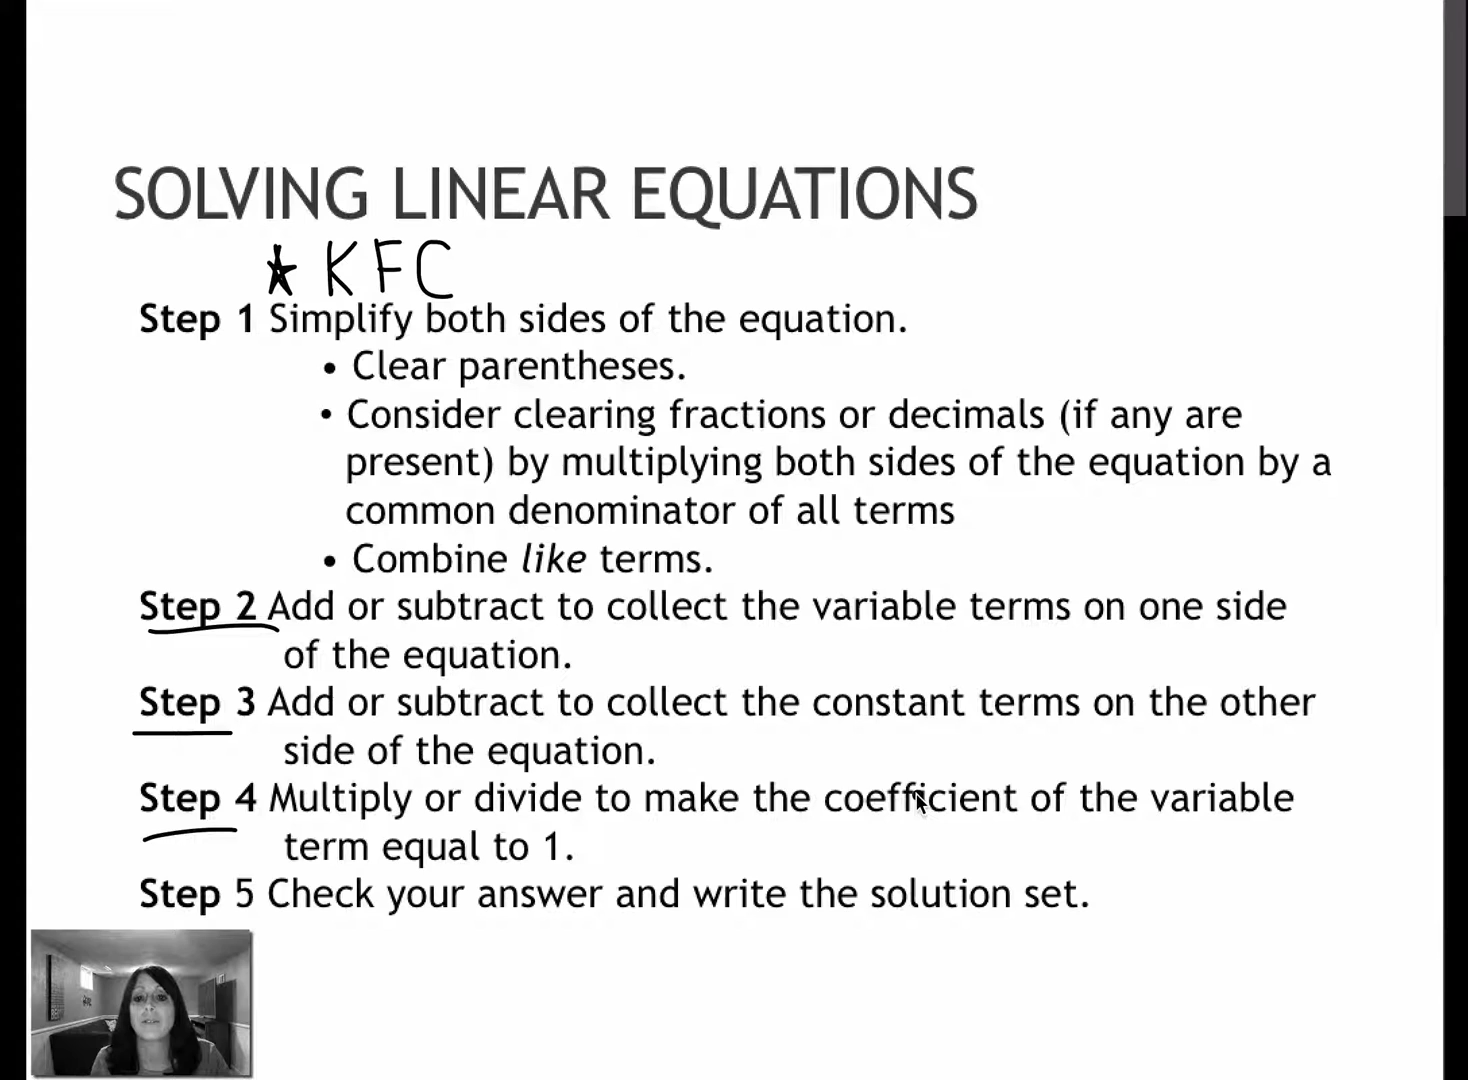 SOLVING LINEAR EQUATIONS
★ KFC
Step 1 Simplify both sides of the equation.
• Clear parentheses.
• Consider clearing fractions or decimals (if any are
present) by multiplying both sides of the equation by a
common denominator of all terms
• Combine like terms.
Step 2 Add or subtract to collect the variable terms on one side
of the equation.
Step 3 Add or subtract to collect the constant terms on the other
side of the equation.
Step 4 Multiply or divide to make the coefficient of the variable
term equal to 1.
Step 5 Check your answer and write the solution set.